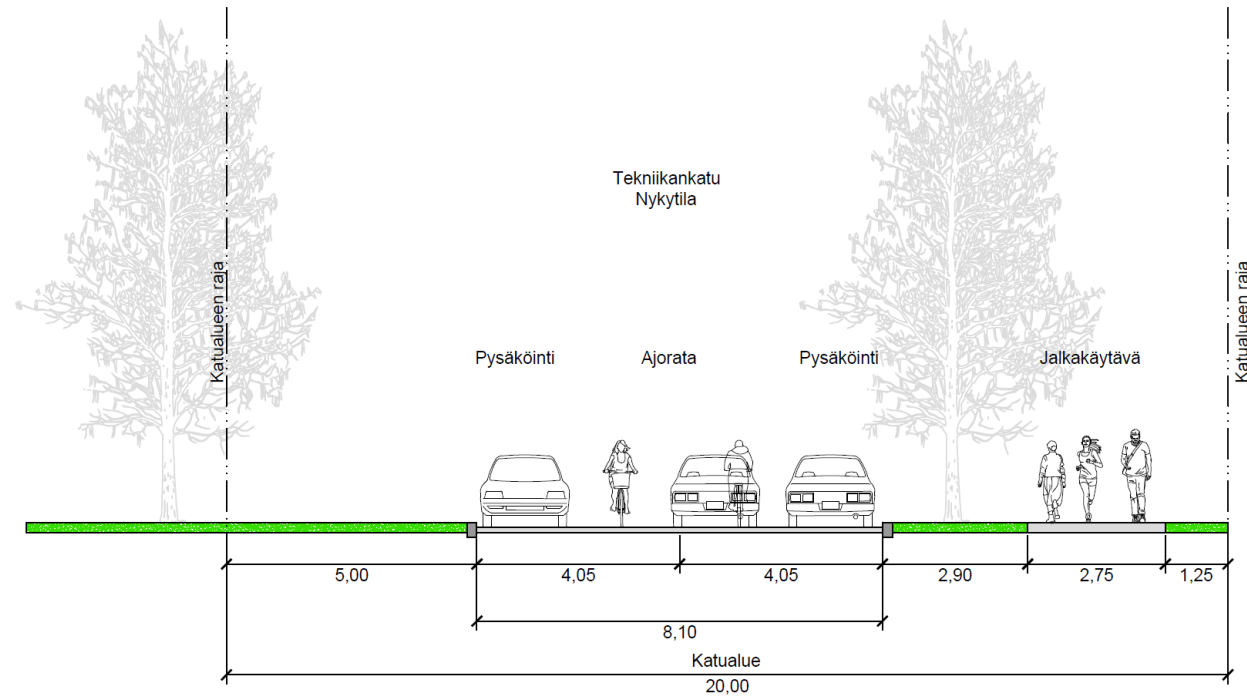 Tekniikankatu
Nykytila
Katualueen raja
Katualueen raja
Pysäköinti
Ajorata
Pysäköinti
Jalkakäytävä
5,00
4,05
4,05
2,90
2,75
1,25
8,10
Katualue
20,00